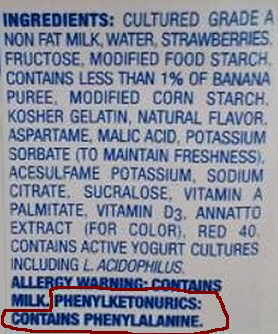 INGREDIENTS: CULTURED GRADE A
NON FAT MILK, WATER, STRAWBERRIES,
FRUCTOSE, MODIFIED FOOD STARCH.
CONTAINS LESS THAN 1% OF BANANA
PUREE, MODIFIED CORN STARCH,
KOSHER GELATIN, NATURAL FLAVOR,
ASPARTAME, MALIC ACID, POTASSIUM
SORBATE (TO MAINTAIN FRESHNESS),
ACESULFAME POTASSIUM, SODIUM
CITRATE, SUCRALOSE, VITAMIN A
PALMITATE, VITAMIN D3, ANNATTO
EXTRACT (FOR COLOR), RED 40.
CONTAINS ACTIVE YOGURT CULTURES
INCLUDING L. ACIDOPHILUS.
ALLERGY WARNING: CONTAINS
MILK. PHENYLKETONURICS:
CONTAINS PHENYLALANINE.